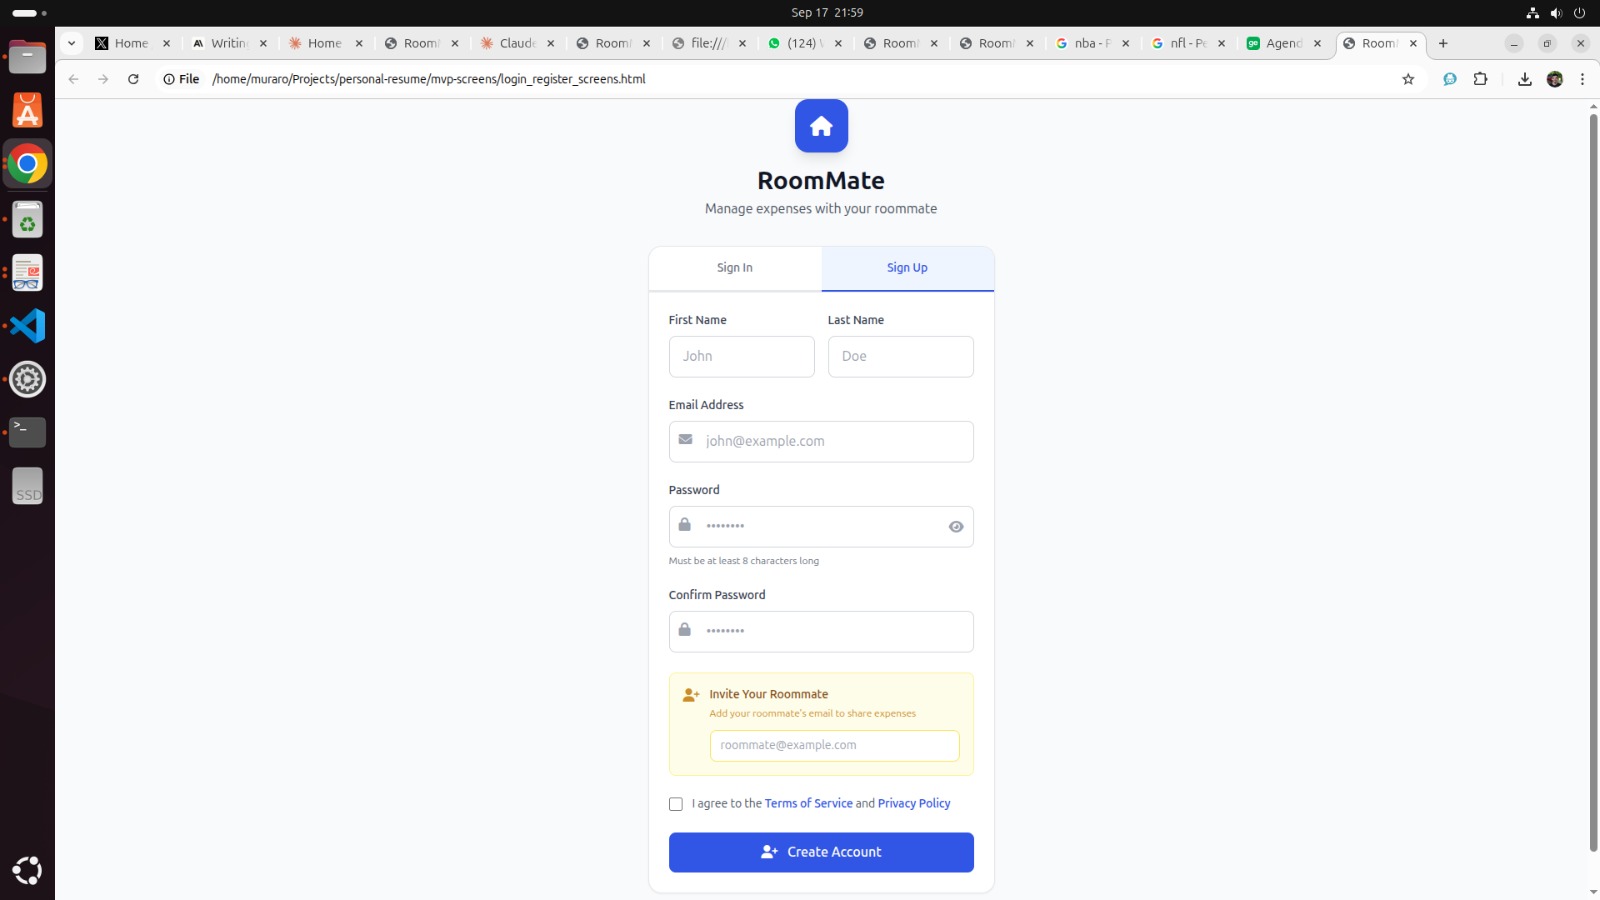 Sep 17 21:59
Home
Writin
Home
Room
Claude
Room
file:///
(124)
Room
Room
nba - P
nfl - Pe
Agend
Room
File /home/muraro/Projects/personal-resume/mvp-screens/login_register_screens.html
RoomMate
Manage expenses with your roommate
Sign In Sign Up
First Name Last Name
John Doe
Email Address
john@example.com
Password
••••••••
Must be at least 8 characters long
Confirm Password
••••••••
Invite Your Roommate
Add your roommate's email to share expenses
roommate@example.com
I agree to the Terms of Service and Privacy Policy
Create Account
SSD